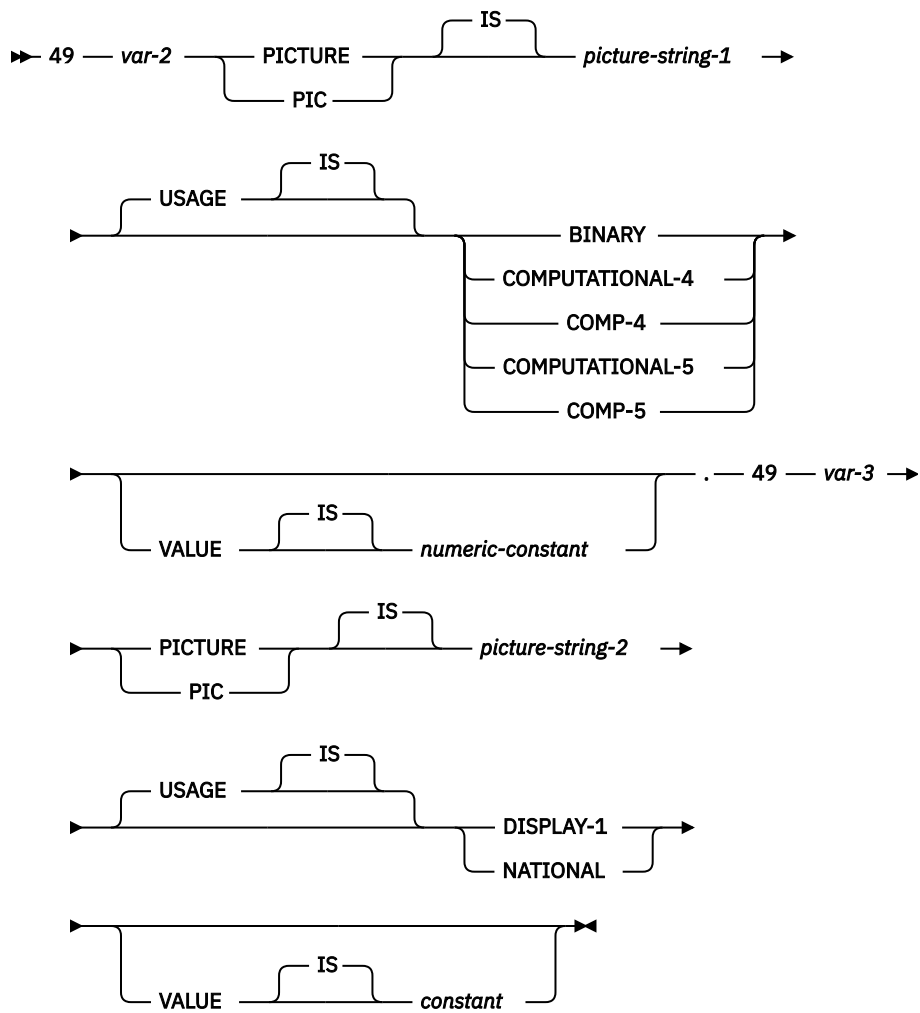 IS
49 var-2 PICTURE picture-string-1
PIC
IS
USAGE
BINARY
COMPUTATIONAL-4
COMP-4
COMPUTATIONAL-5
COMP-5
. 49 var-3
IS
VALUE numeric-constant
IS
PICTURE picture-string-2
PIC
IS
USAGE
DISPLAY-1
NATIONAL
IS
VALUE constant